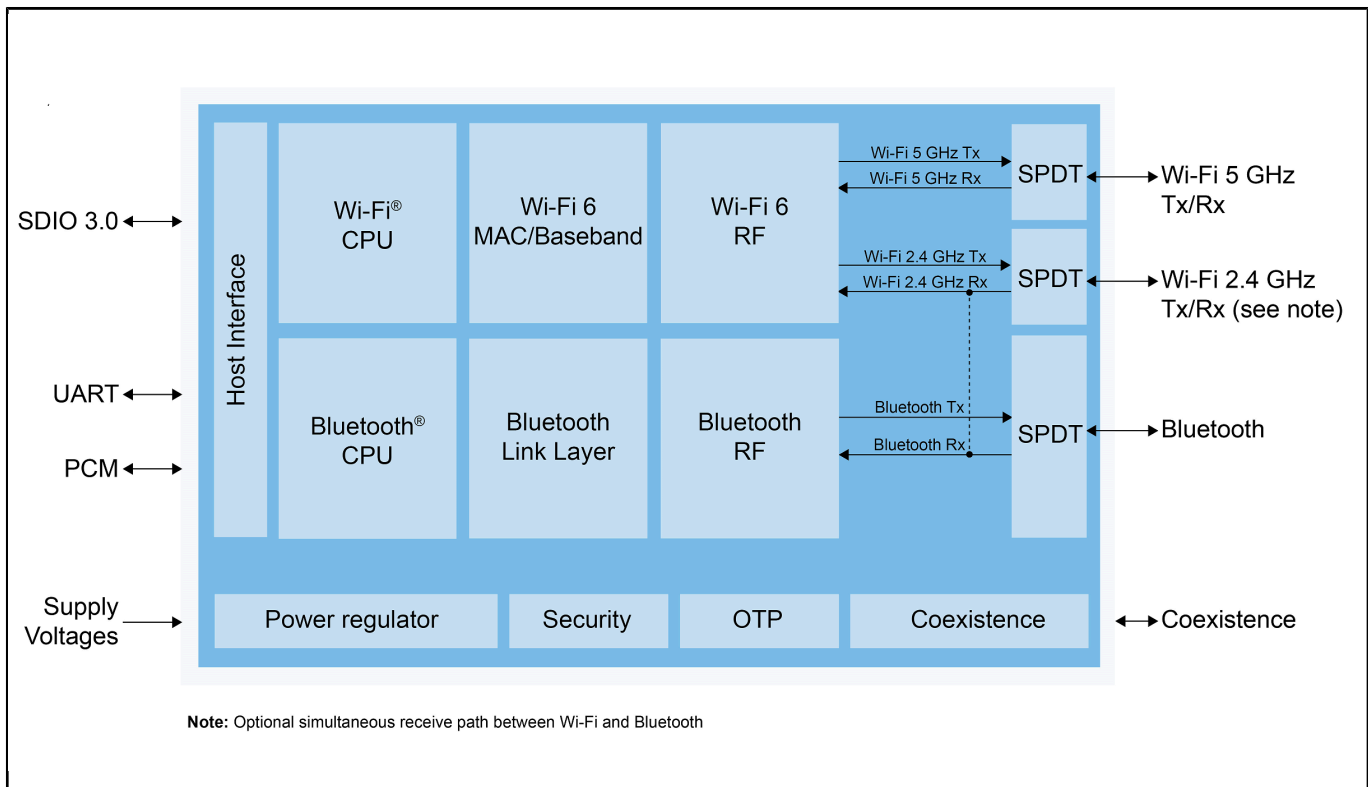 SDIO 3.0
UART
PCM
Supply
Voltages
Host Interface
Wi-Fi®
CPU
Wi-Fi 6
MAC/Baseband
Wi-Fi 6
RF
Bluetooth®
CPU
Bluetooth
Link Layer
Bluetooth
RF
Wi-Fi 5 GHz Tx
Wi-Fi 5 GHz Rx
Wi-Fi 2.4 GHz Tx
Wi-Fi 2.4 GHz Rx
Bluetooth Tx
Bluetooth Rx
SPDT
SPDT
SPDT
Wi-Fi 5 GHz
Tx/Rx
Wi-Fi 2.4 GHz
Tx/Rx (see note)
Bluetooth
Power regulator
Security
OTP
Coexistence
Coexistence
Note: Optional simultaneous receive path between Wi-Fi and Bluetooth